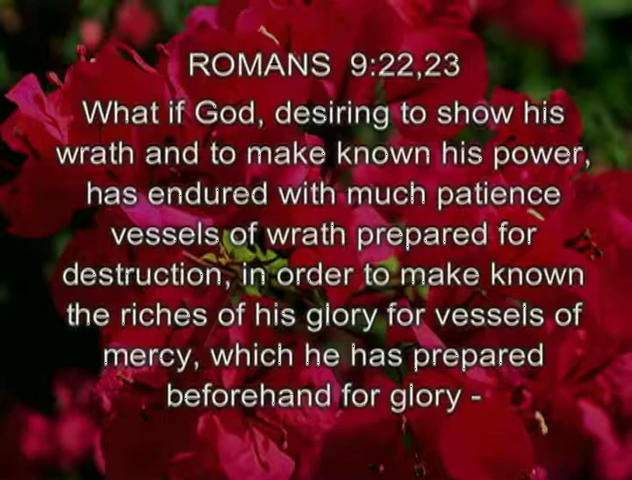 ROMANS  9:22,23
What if God, desiring to show his
wrath and to make known his power,
has endured with much patience
vessels of wrath prepared for
destruction, in order to make known
the riches of his glory for vessels of
mercy, which he has prepared
beforehand for glory -